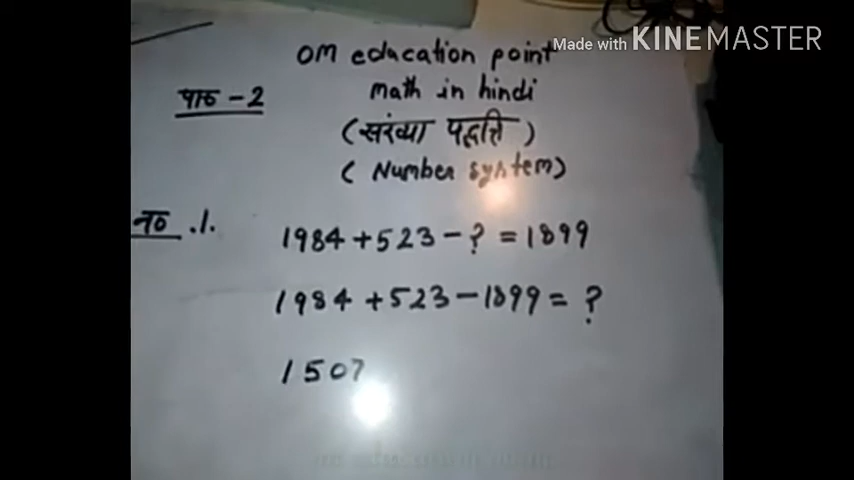 Made with KINEMASTER
OM education point
math in hindi
पाठ -2
(संख्या पद्धति)
(Number system)
न० .1.
1984 + 523 - ? = 1899
1984 + 523 - 1899 = ?
1507